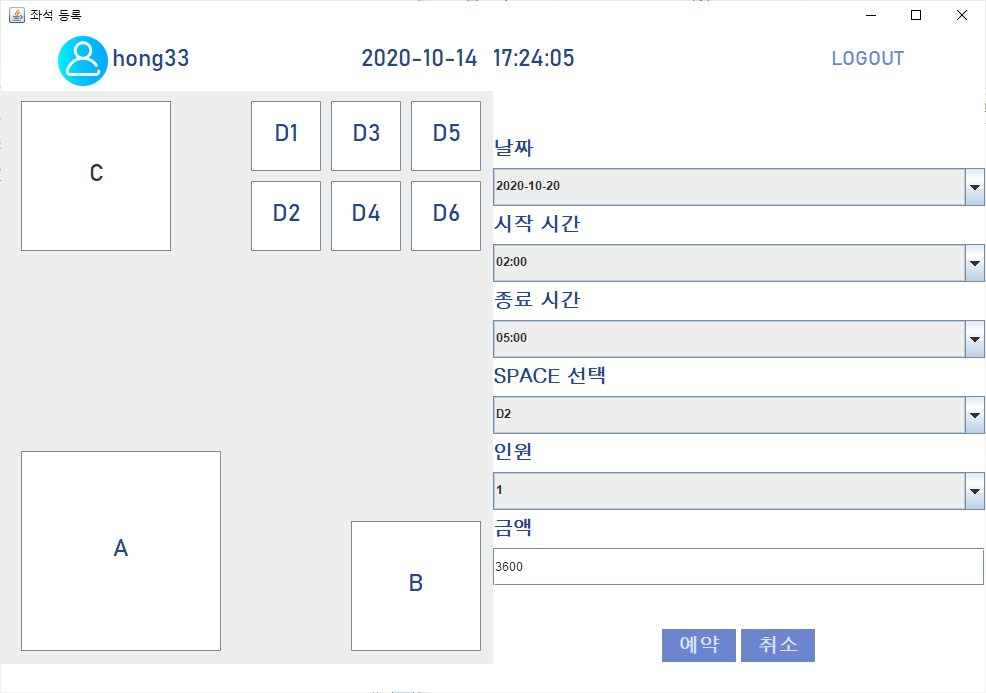 좌석 등록
hong33 2020-10-14 17:24:05 LOGOUT
C
D1 D3 D5
D2 D4 D6
A
B
날짜
2020-10-20
시작 시간
02:00
종료 시간
05:00
SPACE 선택
D2
인원
1
금액
3600
예약 취소